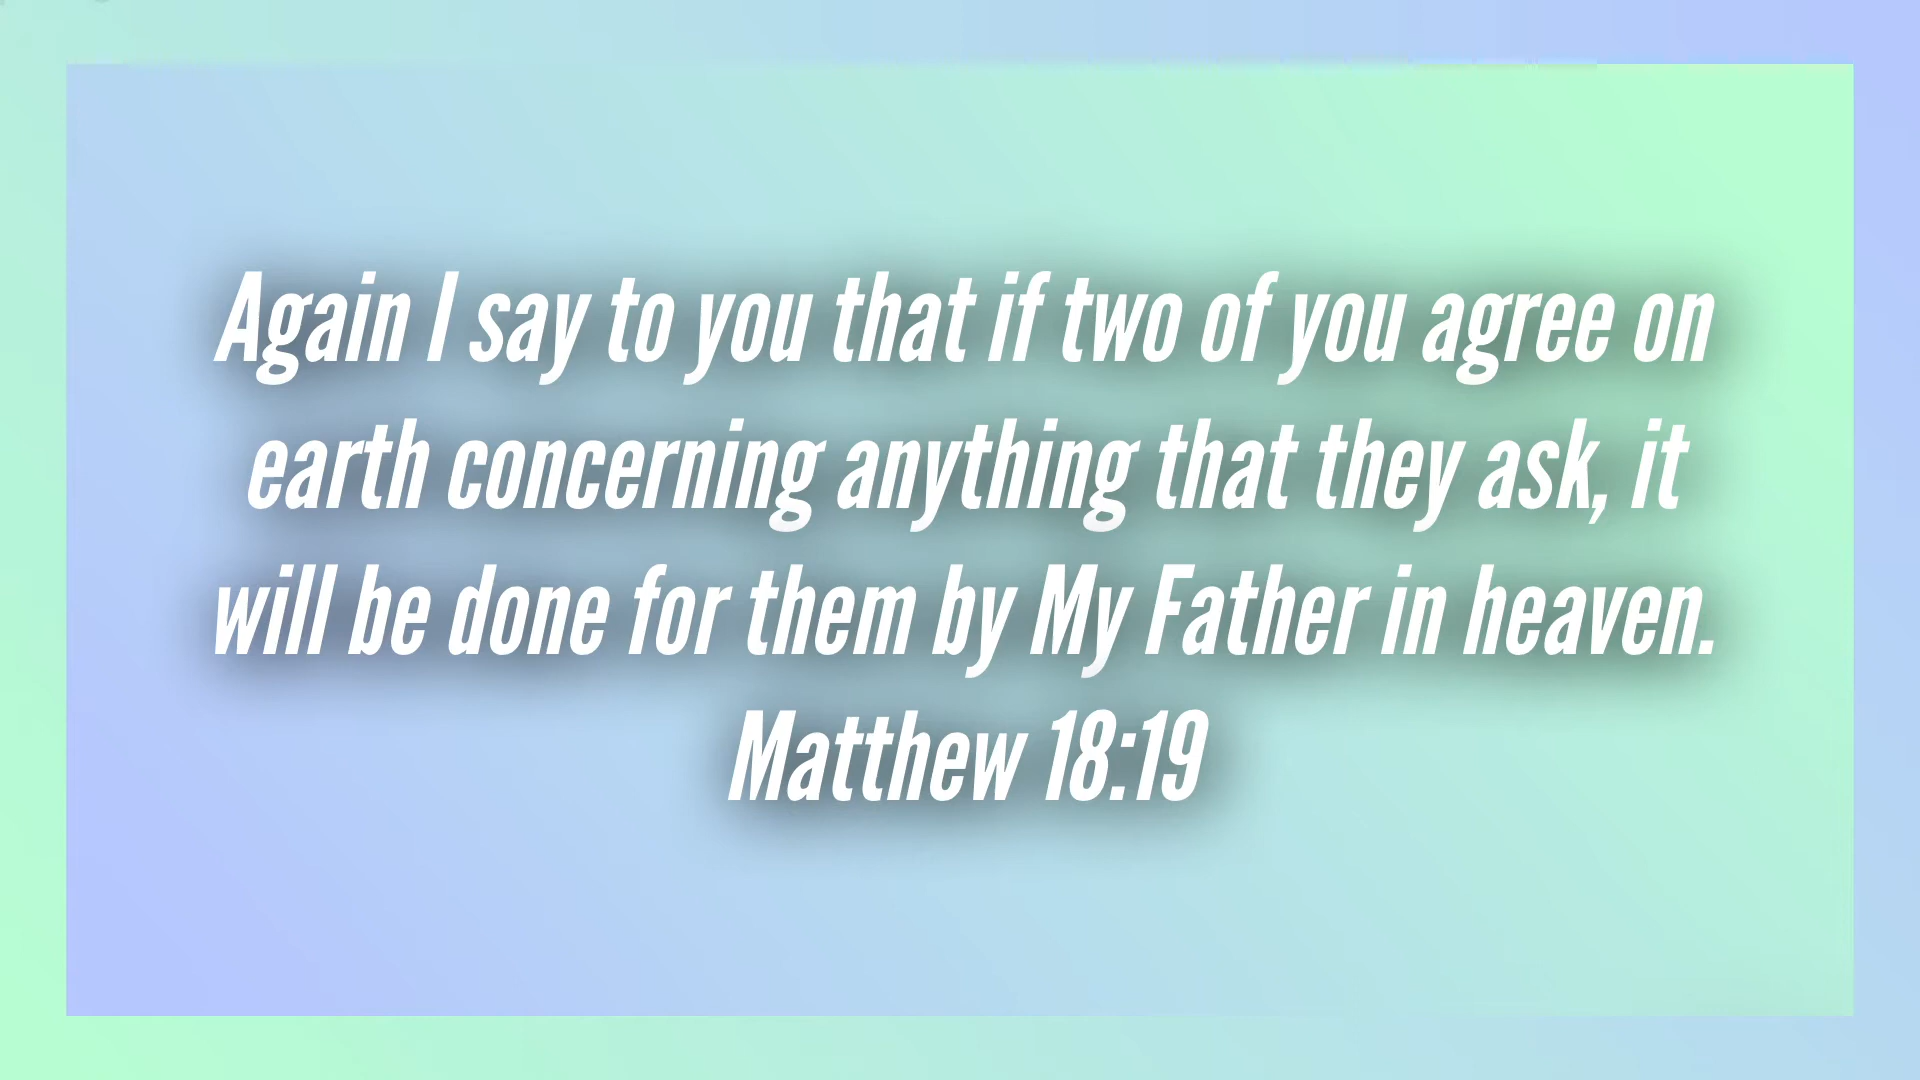 Again I say to you that if two of you agree on
earth concerning anything that they ask, it
will be done for them by My Father in heaven.
Matthew 18:19